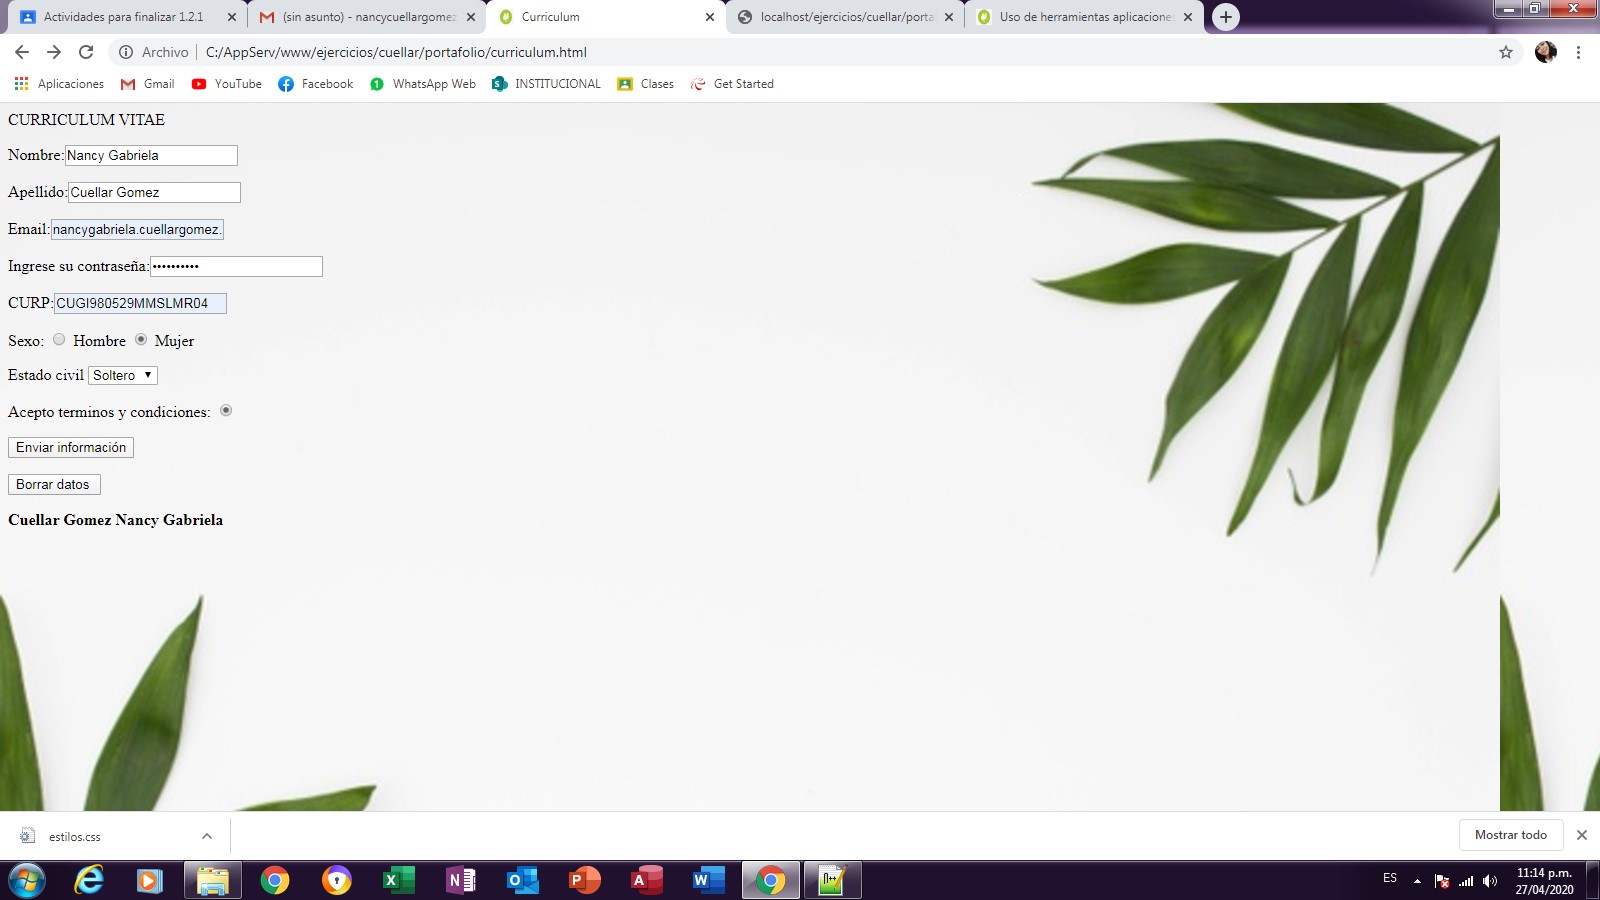 Actividades para finalizar 1.2.1
(sin asunto) - nancycuellargomez
Curriculum
localhost/ejercicios/cuellar/porta
Uso de herramientas aplicacione
Archivo C:/AppServ/www/ejercicios/cuellar/portafolio/curriculum.html
Aplicaciones Gmail YouTube Facebook WhatsApp Web INSTITUCIONAL Clases Get Started
CURRICULUM VITAE
Nombre: Nancy Gabriela
Apellido: Cuellar Gomez
Email: nancygabriela.cuellargomez.
Ingrese su contraseña: ••••••••••
CURP: CUGI980529MMSLMR04
Sexo: Hombre Mujer
Estado civil Soltero
Acepto terminos y condiciones:
Enviar información
Borrar datos
Cuellar Gomez Nancy Gabriela
estilos.css
Mostrar todo
ES
11:14 p.m.
27/04/2020